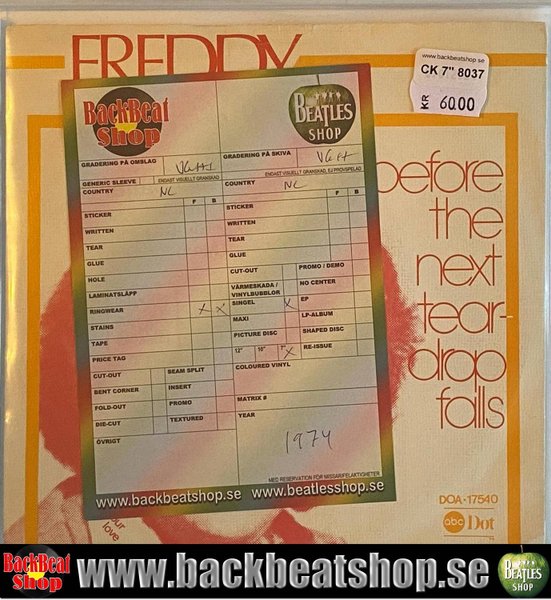 FREDDY
www.backbeatshop.se
CK 7" 8037
KR 60.00
BackBeat Shop
BEATLES SHOP
GRADERING PÅ OMSLAG
GRADERING PÅ SKIVA
GENERIC SLEEVE
ENDAST VISUELLT GRANSKAD
ENDAST VISUELLT GRANSKAD, EJ PROVSPELAD
COUNTRY NL
COUNTRY NL
F B
F B
STICKER
STICKER
WRITTEN
WRITTEN
TEAR
TEAR
GLUE
GLUE
HOLE
CUT-OUT
PROMO / DEMO
LAMINATSLÄPP
VÄRMESKADA / VINYLBUBBLOR
NO CENTER
RINGWEAR X X
SINGEL X
EP
STAINS
MAXI
LP-ALBUM
TAPE
PICTURE DISC
SHAPED DISC
PRICE TAG
12" 10" 7" X
RE-ISSUE
CUT-OUT
SEAM SPLIT
COLOURED VINYL
BENT CORNER
INSERT
FOLD-OUT
PROMO
MATRIX #
DIE-CUT
TEXTURED
YEAR
ÖVRIGT
1974
MED RESERVATION FÖR MISSAR/FELAKTIGHETER
www.backbeatshop.se www.beatlesshop.se
before
the
next
tear-
drop
falls
DOA-17540
abc Dot
our
love
BackBeat Shop
www.backbeatshop.se
BEATLES SHOP